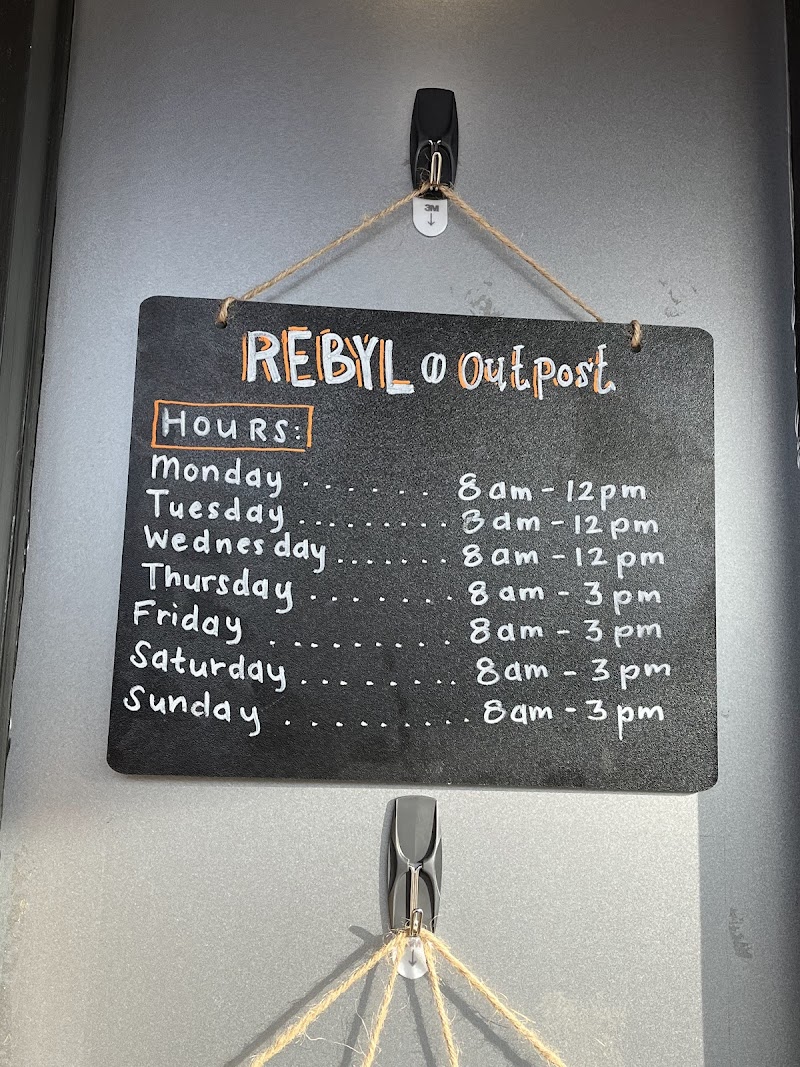 3M
REBYL @ Outpost
HOURS:
Monday ...... 8am - 12pm
Tuesday ......... 8am - 12pm
Wednesday ....... 8am - 12pm
Thursday ....... 8am - 3pm
Friday ......... 8am - 3pm
Saturday ........ 8am - 3pm
Sunday ......... 8am - 3pm